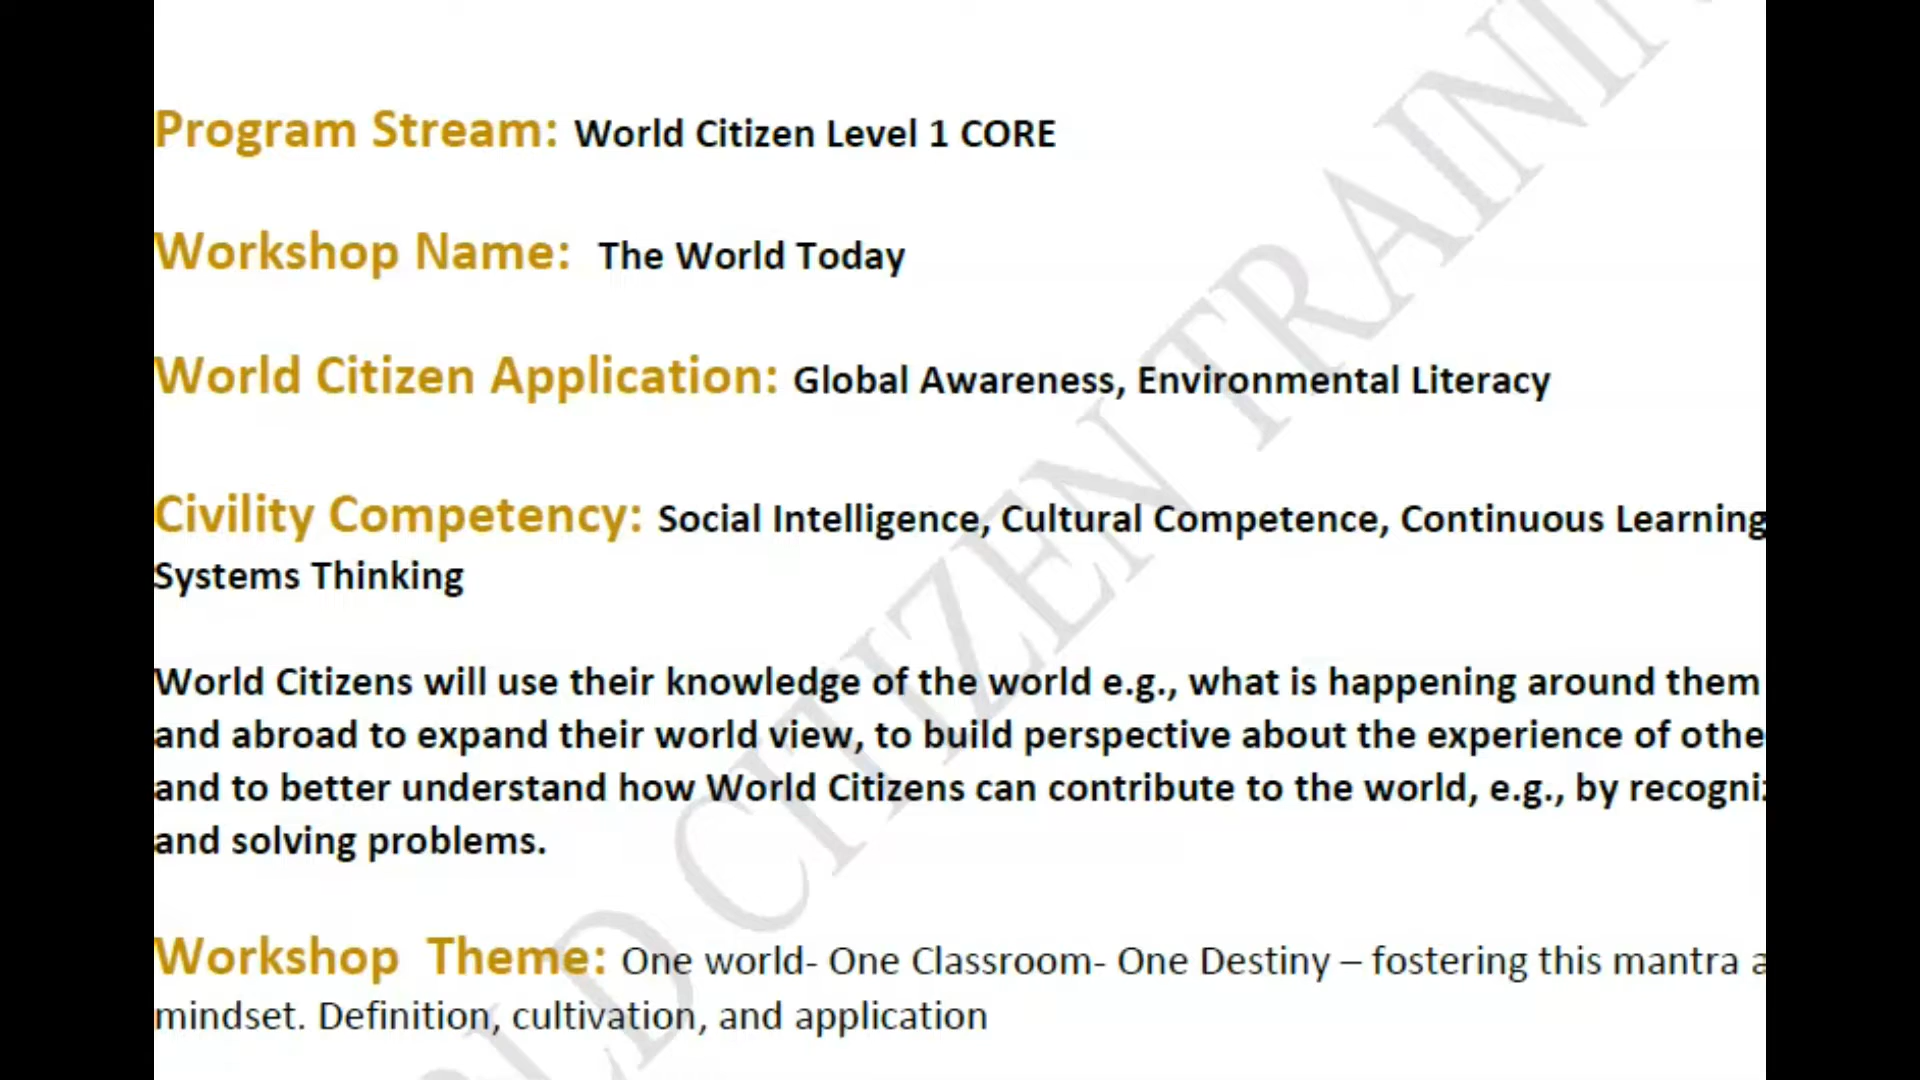 Program Stream: World Citizen Level 1 CORE
Workshop Name: The World Today
World Citizen Application: Global Awareness, Environmental Literacy
Civility Competency: Social Intelligence, Cultural Competence, Continuous Learning
Systems Thinking
World Citizens will use their knowledge of the world e.g., what is happening around them
and abroad to expand their world view, to build perspective about the experience of
and to better understand how World Citizens can contribute to the world, e.g., by
and solving problems.
Workshop Theme: One world- One Classroom- One Destiny – fostering this mantra
mindset. Definition, cultivation, and application
CITIZEN